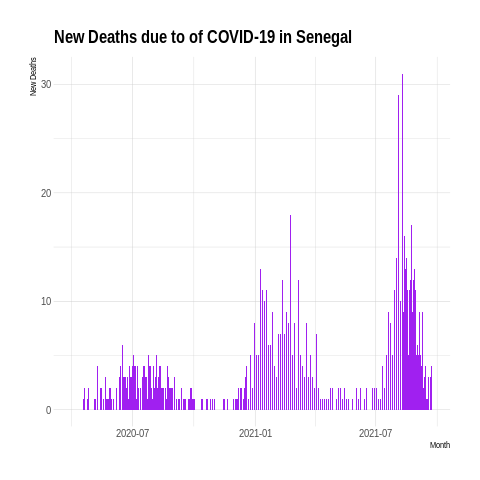 New Deaths due to of COVID-19 in Senegal
New Deaths
30
20
10
0
2020-07
2021-01
2021-07
Month